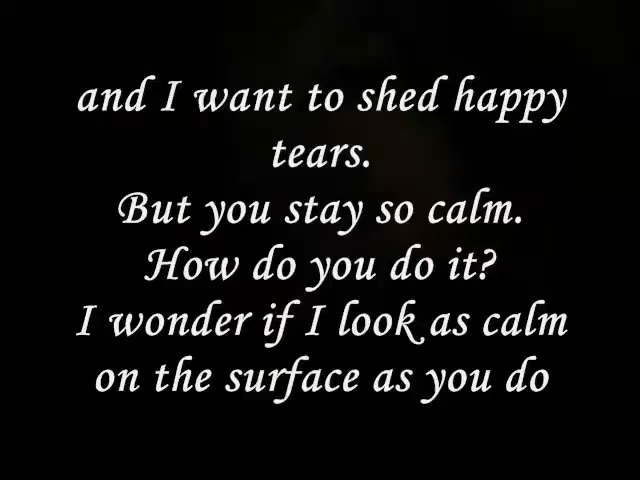 and I want to shed happy
tears.
But you stay so calm.
How do you do it?
I wonder if I look as calm
on the surface as you do